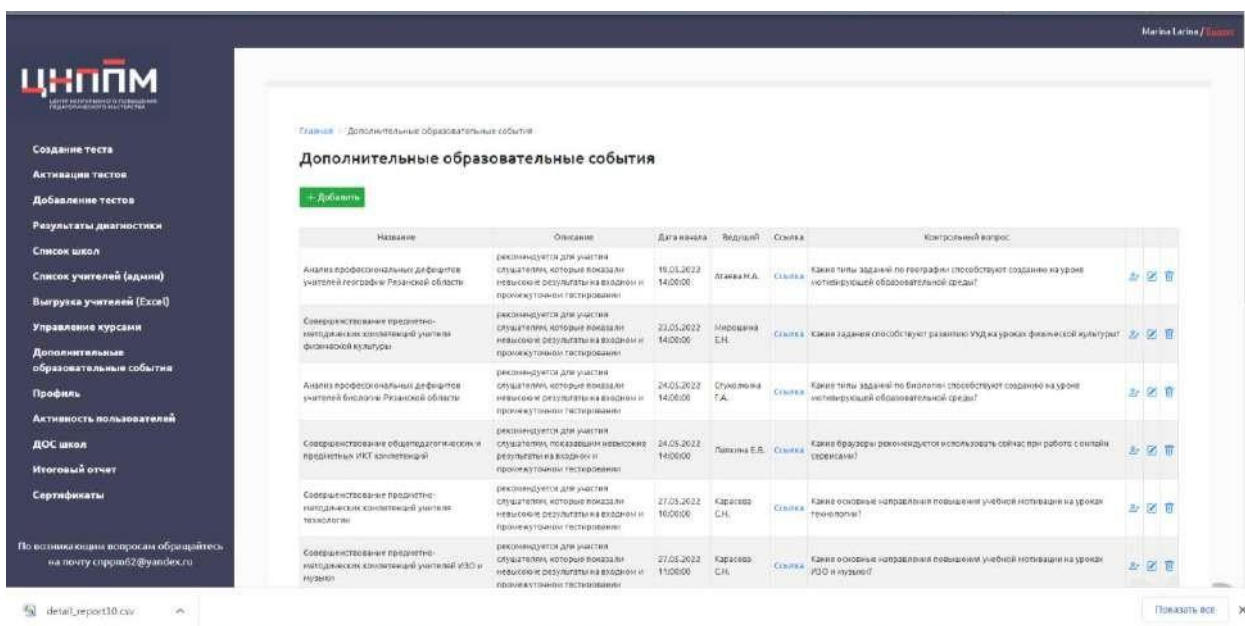 Marina Larina / Выход
ЦНППМ
ЦЕНТР НЕПРЕРЫВНОГО ПОВЫШЕНИЯ
ПЕДАГОГИЧЕСКОГО МАСТЕРСТВА
Создание теста
Активация тестов
Добавление тестов
Результаты диагностики
Список школ
Список учителей (админ)
Выгрузка учителей (Excel)
Управление курсами
Дополнительные
образовательные события
Профиль
Активность пользователей
ДОС школ
Итоговый отчет
Сертификаты
По возникающим вопросам обращайтесь
на почту cnppm62@yandex.ru
Главная / Дополнительные образовательные события
Дополнительные образовательные события
+ Добавить
Название Описание Дата начала Ведущий Ссылка Контрольный вопрос
Анализ профессиональных дефицитов
учителей географии Рязанской области
рекомендуется для участия
слушателям, которые показали
невысокие результаты на входном и
промежуточном тестировании
19.05.2022
14:00:00
Атаева Н.А.
Ссылка
Какие типы заданий по географии способствуют созданию на уроке
мотивирующей образовательной среды?
Совершенствование предметно-
методических компетенций учителя
физической культуры
рекомендуется для участия
слушателям, которые показали
невысокие результаты на входном и
промежуточном тестировании
23.05.2022
14:00:00
Мирошина
Е.Н.
Ссылка
Какие задания способствуют развитию УУД на уроках физической культуры?
Анализ профессиональных дефицитов
учителей биологии Рязанской области
рекомендуется для участия
слушателям, которые показали
невысокие результаты на входном и
промежуточном тестировании
24.05.2022
14:00:00
Г.А.
Ссылка
Какие типы заданий по биологии способствуют созданию на уроке
мотивирующей образовательной среды?
Совершенствование общепедагогических и
предметных ИКТ компетенций
рекомендуется для участия
слушателям, показавшим невысокие
результаты на входном и
промежуточном тестировании
24.05.2022
14:00:00
Лапкина Е.В.
Ссылка
Какие браузеры рекомендуется использовать сейчас при работе с онлайн
сервисами?
Совершенствование предметно-
методических компетенций учителя
технологии
рекомендуется для участия
слушателям, которые показали
невысокие результаты на входном и
промежуточном тестировании
27.05.2022
10:00:00
Карасева
С.Н.
Ссылка
Какие основные направления повышения учебной мотивации на уроках
технологии?
Совершенствование предметно-
методических компетенций учителей ИЗО и
музыки
рекомендуется для участия
слушателям, которые показали
невысокие результаты на входном и
промежуточном тестировании
27.05.2022
11:00:00
Карасева
С.Н.
Ссылка
Какие основные направления повышения учебной мотивации на уроках
ИЗО и музыки?
detail_report10.csv
Показать все